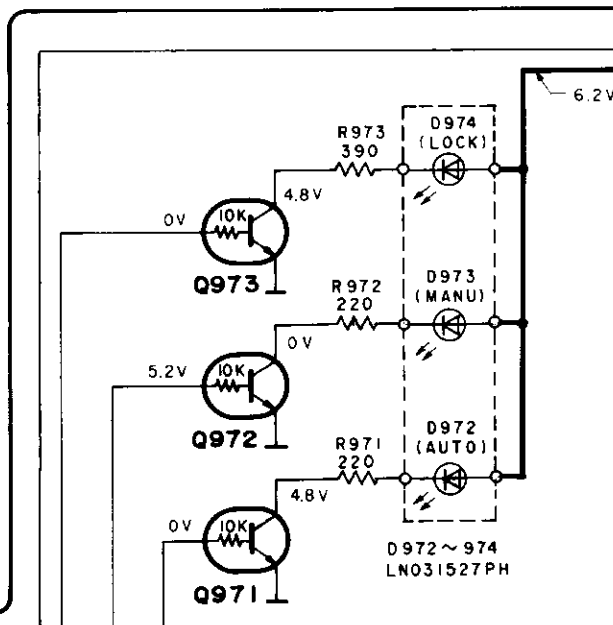 6.2V
R973
390
D974
(LOCK)
4.8V
0V
10K
Q973
R972
220
D973
(MANU)
0V
5.2V
10K
Q972
R971
220
D972
(AUTO)
4.8V
0V
10K
Q971
D972~974
LN031527PH